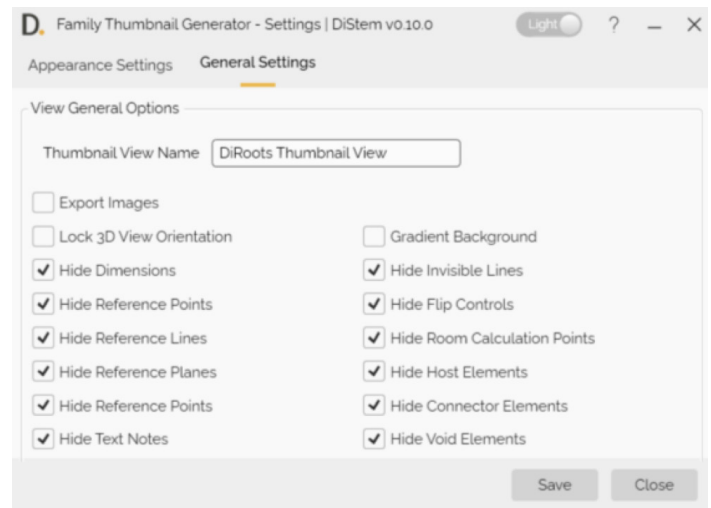 D. Family Thumbnail Generator - Settings | DiStem v0.10.0 Light ?
Appearance Settings General Settings
View General Options
Thumbnail View Name DiRoots Thumbnail View
Export Images
Lock 3D View Orientation Gradient Background
Hide Dimensions Hide Invisible Lines
Hide Reference Points Hide Flip Controls
Hide Reference Lines Hide Room Calculation Points
Hide Reference Planes Hide Host Elements
Hide Reference Points Hide Connector Elements
Hide Text Notes Hide Void Elements
Save Close